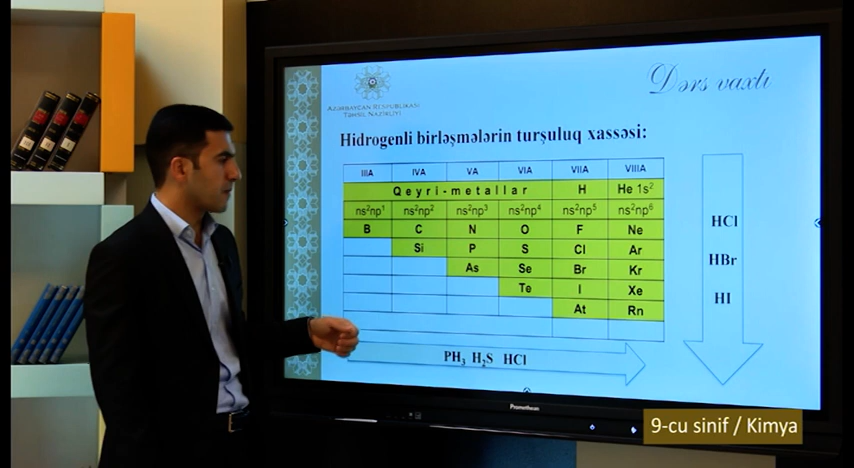 Dərs vaxtı
AZƏRBAYCAN RESPUBLİKASI
TƏHSİL NAZİRLİYİ
Hidrogenli birləşmələrin turşuluq xassəsi:
IIIA IVA VA VIA VIIA VIIIA
Qeyri-metallar H He 1s²
ns²np¹ ns²np² ns²np³ ns²np⁴ ns²np⁵ ns²np⁶
B C N O F Ne
Si P S Cl Ar
As Se Br Kr
Te I Xe
At Rn
HCl
HBr
HI
PH₃ H₂S HCl
Promethean
9-cu sinif / Kimya